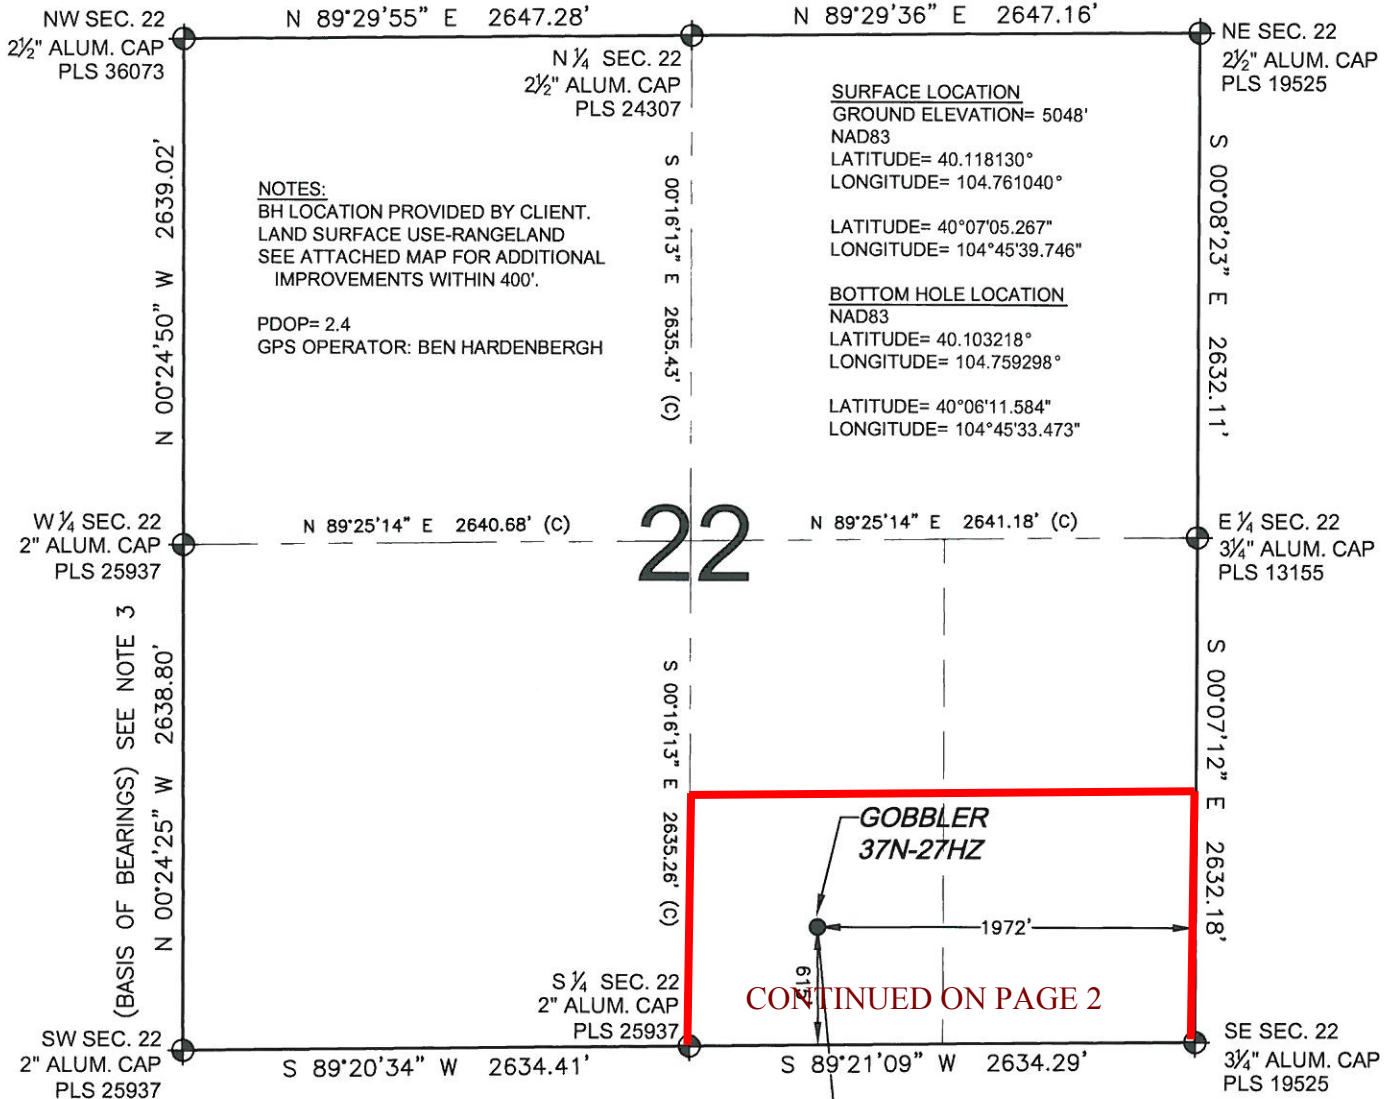 N 89°29'55" E 2647.28'
N 89°29'36" E 2647.16'
NW SEC. 22
2½" ALUM. CAP
PLS 36073
N ¼ SEC. 22
2½" ALUM. CAP
PLS 24307
NE SEC. 22
2½" ALUM. CAP
PLS 19525
SURFACE LOCATION
GROUND ELEVATION= 5048'
NAD83
LATITUDE= 40.118130°
LONGITUDE= 104.761040°
LATITUDE= 40°07'05.267"
LONGITUDE= 104°45'39.746"
BOTTOM HOLE LOCATION
NAD83
LATITUDE= 40.103218°
LONGITUDE= 104.759298°
LATITUDE= 40°06'11.584"
LONGITUDE= 104°45'33.473"
NOTES:
BH LOCATION PROVIDED BY CLIENT.
LAND SURFACE USE-RANGELAND
SEE ATTACHED MAP FOR ADDITIONAL
IMPROVEMENTS WITHIN 400'.
PDOP= 2.4
GPS OPERATOR: BEN HARDENBERGH
N 00°24'50" W 2639.02'
S 00°16'13" E 2635.43' (C)
S 00°08'23" E 2632.11'
W ¼ SEC. 22
2" ALUM. CAP
PLS 25937
N 89°25'14" E 2640.68' (C)
22
N 89°25'14" E 2641.18' (C)
E ¼ SEC. 22
3¼" ALUM. CAP
PLS 13155
(BASIS OF BEARINGS) SEE NOTE 3
N 00°24'25" W 2638.80'
S 00°16'13" E 2635.26' (C)
S 00°07'12" E 2632.18'
GOBBLER
37N-27HZ
1972'
615'
CONTINUED ON PAGE 2
S ¼ SEC. 22
2" ALUM. CAP
PLS 25937
SW SEC. 22
2" ALUM. CAP
PLS 25937
S 89°20'34" W 2634.41'
S 89°21'09" W 2634.29'
SE SEC. 22
3¼" ALUM. CAP
PLS 19525